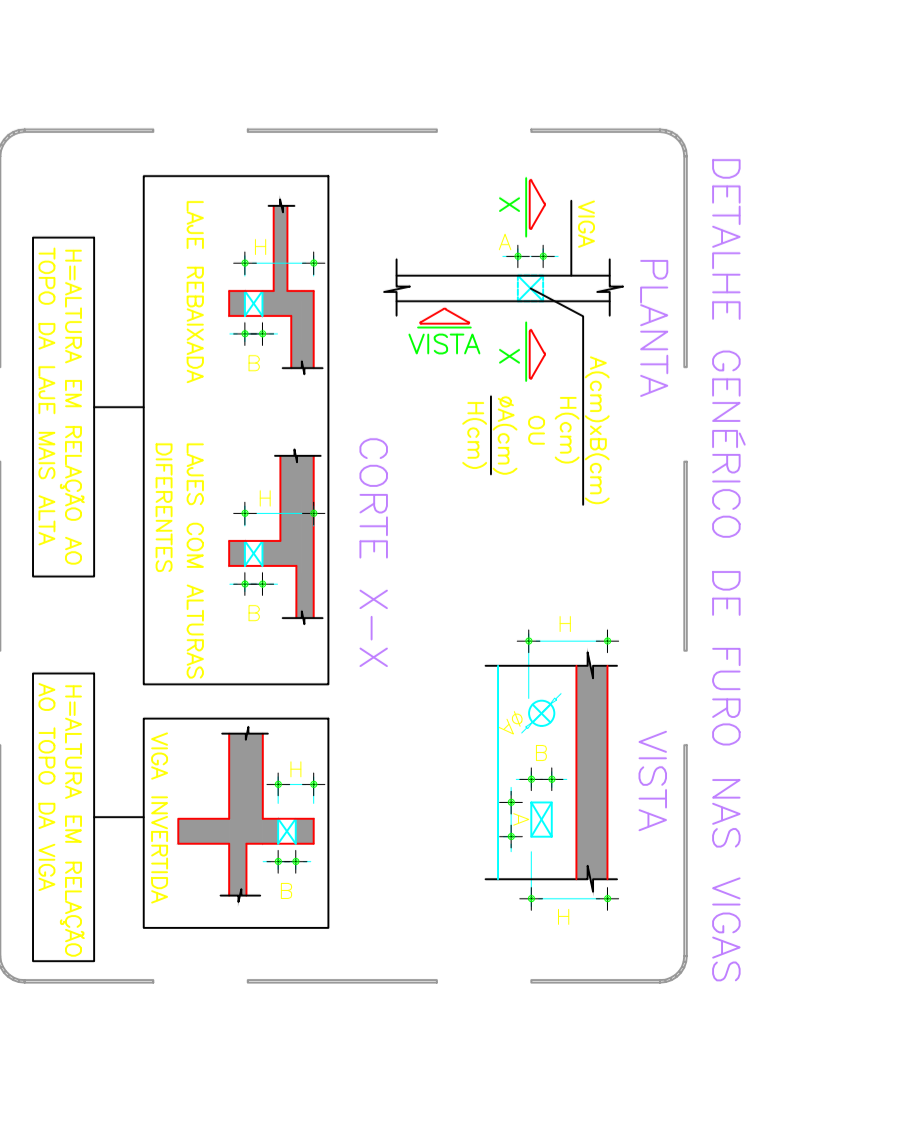 DETALHE GENÉRICO DE FURO NAS VIGAS
PLANTA
VIGA
X
A
VISTA
X
A(cm)xB(cm)
H(cm)
OU
øA(cm)
H(cm)
VISTA
H
øA
B
A
H
CORTE X-X
H
B
LAJE REBAIXADA
H
B
LAJES COM ALTURAS
DIFERENTES
H=ALTURA EM RELAÇÃO AO
TOPO DA LAJE MAIS ALTA
H
B
VIGA INVERTIDA
H=ALTURA EM RELAÇÃO
AO TOPO DA VIGA